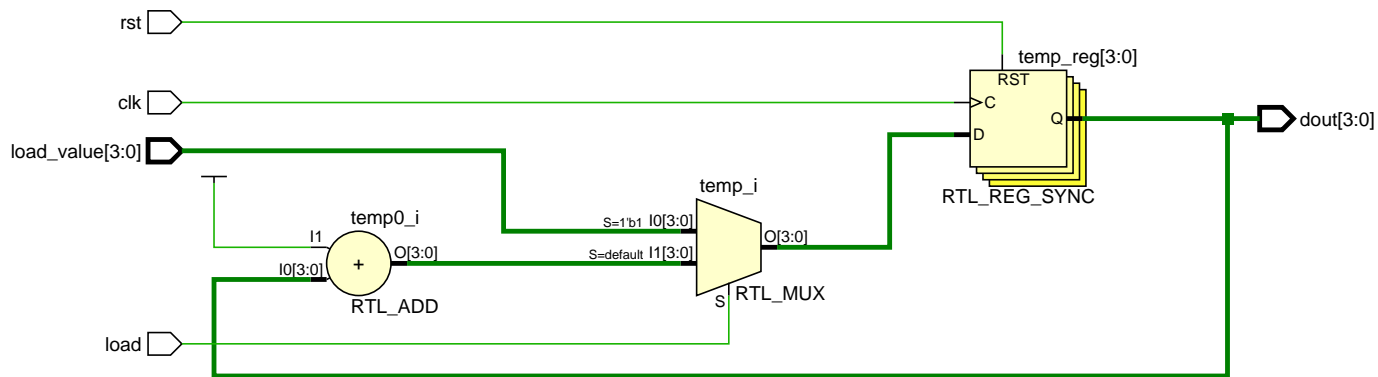 rst
temp_reg[3:0]
RST
clk
C
Q
dout[3:0]
D
load_value[3:0]
temp_i
RTL_REG_SYNC
temp0_i
S=1'b1 I0[3:0]
I1
O[3:0]
O[3:0]
S=default I1[3:0]
+
I0[3:0]
S
RTL_MUX
RTL_ADD
load